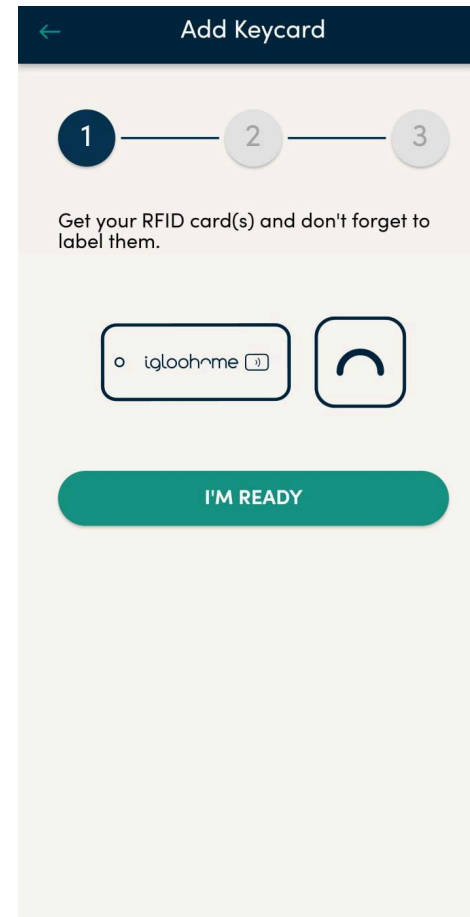 Add Keycard
1 2 3
Get your RFID card(s) and don't forget to
label them.
igloohome
I'M READY